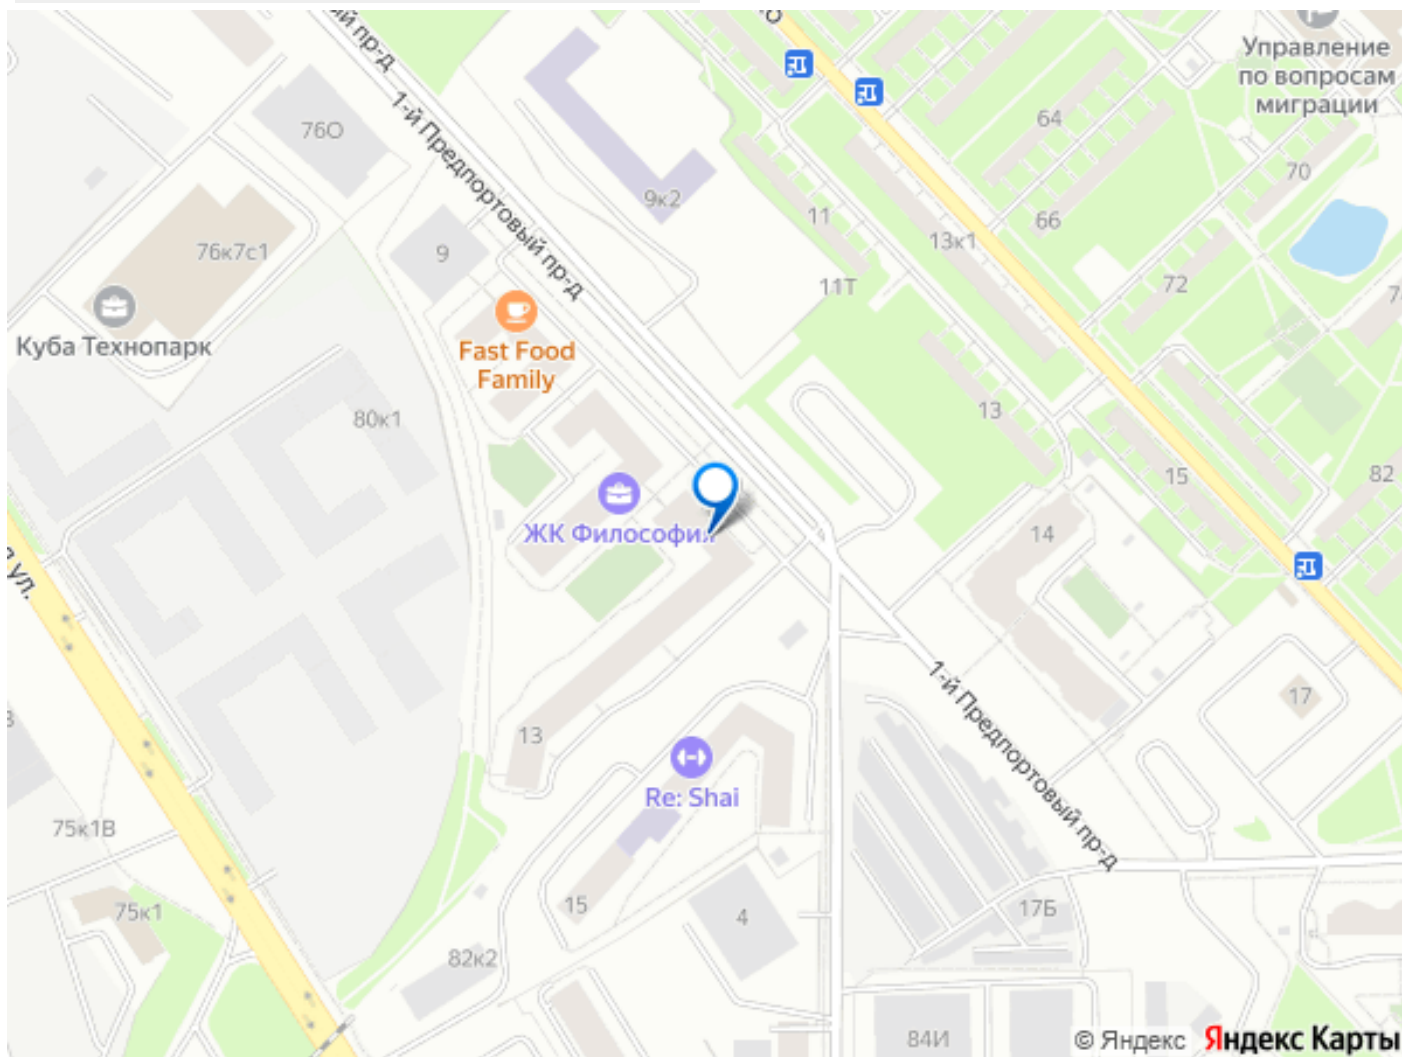 Управление
по вопросам
миграции
1-й Предпортовый пр-д
76О
64
70
9к2
66
11
13к1
76к7с1
9
11Т
72
Куба Технопарк
Fast Food
Family
80к1
13
15
82
ЖК Философия
14
ул.
1-й Предпортовый пр-д
17
13
Re: Shai
75к1В
75к1
15
4
17Б
82к2
84И
© Яндекс Яндекс Карты